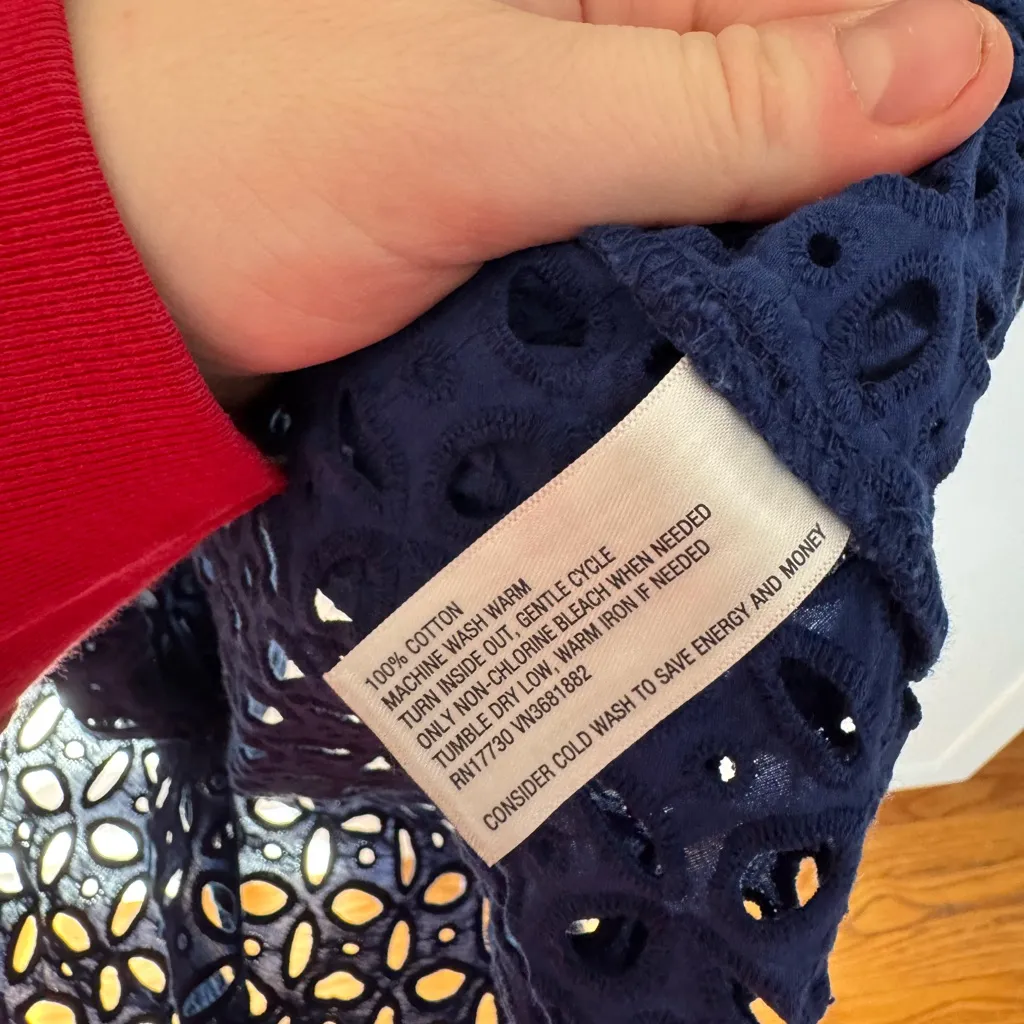 100% COTTON
MACHINE WASH WARM
TURN INSIDE OUT, GENTLE CYCLE
ONLY NON-CHLORINE BLEACH WHEN NEEDED
TUMBLE DRY LOW, WARM IRON IF NEEDED
RN17730 VN3681882
CONSIDER COLD WASH TO SAVE ENERGY AND MONEY